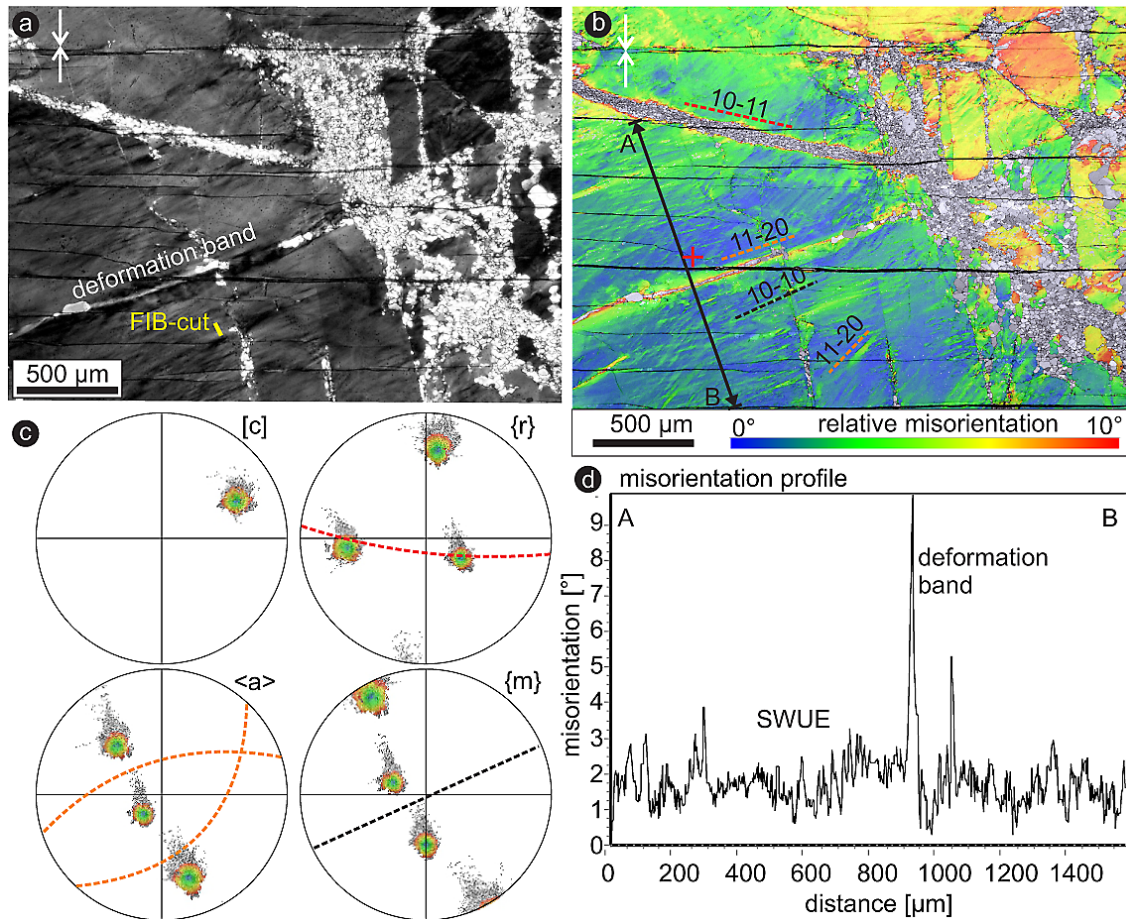 a
deformation band
FIB-cut
500 µm
b
10-11
A
11-20
10-10
11-20
B
500 µm
0° relative misorientation 10°
c
[c]
{r}
<a>
{m}
d misorientation profile
A
B
deformation
band
SWUE
misorientation [°]
9
8
7
6
5
4
3
2
1
0
0 200 400 600 800 1000 1200 1400
distance [µm]